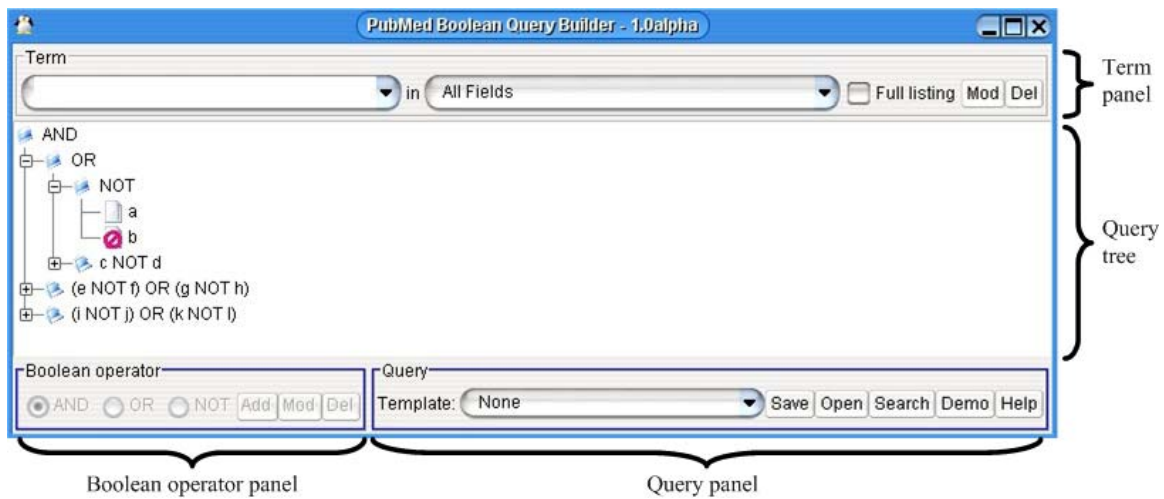 PubMed Boolean Query Builder - 1.0alpha
Term
in All Fields Full listing Mod Del
Term
panel
AND
OR
NOT
a
b
c NOT d
(e NOT f) OR (g NOT h)
(i NOT j) OR (k NOT l)
Query
tree
Boolean operator
AND OR NOT Add Mod Del
Query
Template: None Save Open Search Demo Help
Boolean operator panel
Query panel